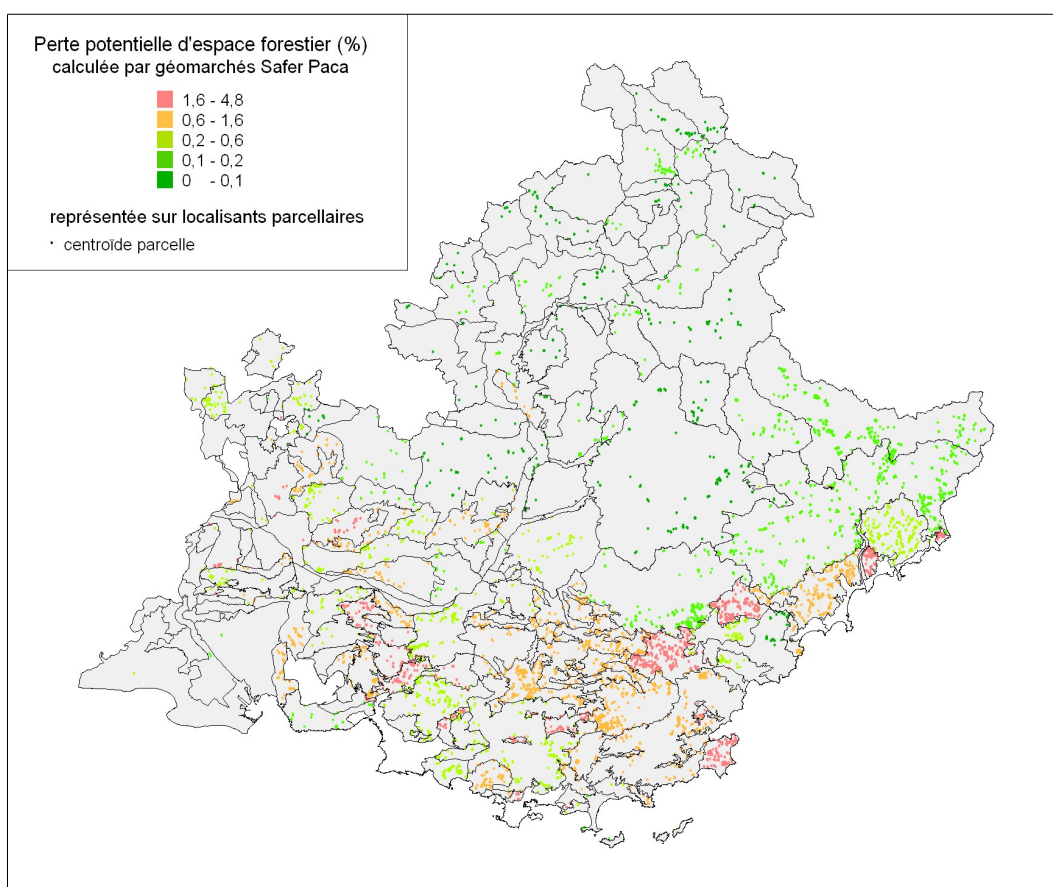 Perte potentielle d'espace forestier (%)
calculée par géomarchés Safer Paca
1,6 - 4,8
0,6 - 1,6
0,2 - 0,6
0,1 - 0,2
0 - 0,1
représentée sur localisants parcellaires
· centroïde parcelle